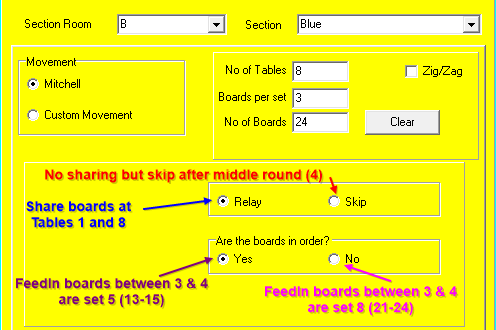 Section Room B Section Blue
Movement
Mitchell
Custom Movement
No of Tables 8 Zig/Zag
Boards per set 3
No of Boards 24 Clear
No sharing but skip after middle round (4)
Share boards at
Tables 1 and 8
Relay Skip
Are the boards in order?
Yes No
FeedIn boards between 3 & 4
are set 5 (13-15)
FeedIn boards between 3 & 4
are set 8 (21-24)